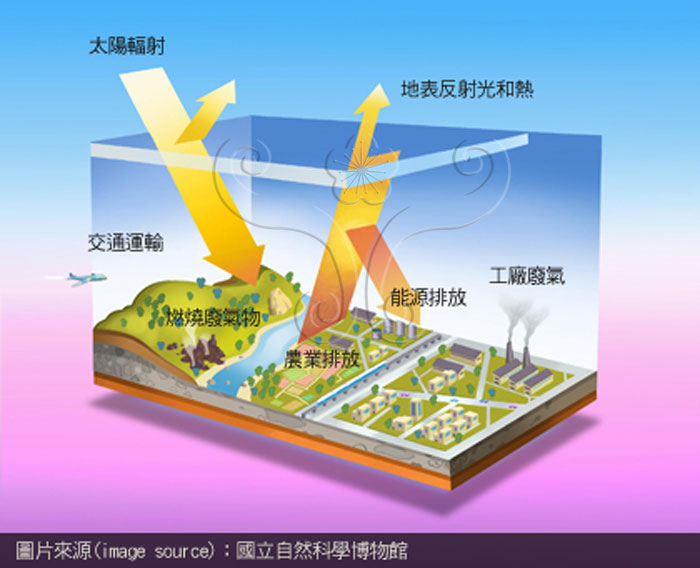 太陽輻射
地表反射光和熱
交通運輸
工廠廢氣
能源排放
燃燒廢氣物
農業排放
圖片來源(image source)：國立自然科學博物館